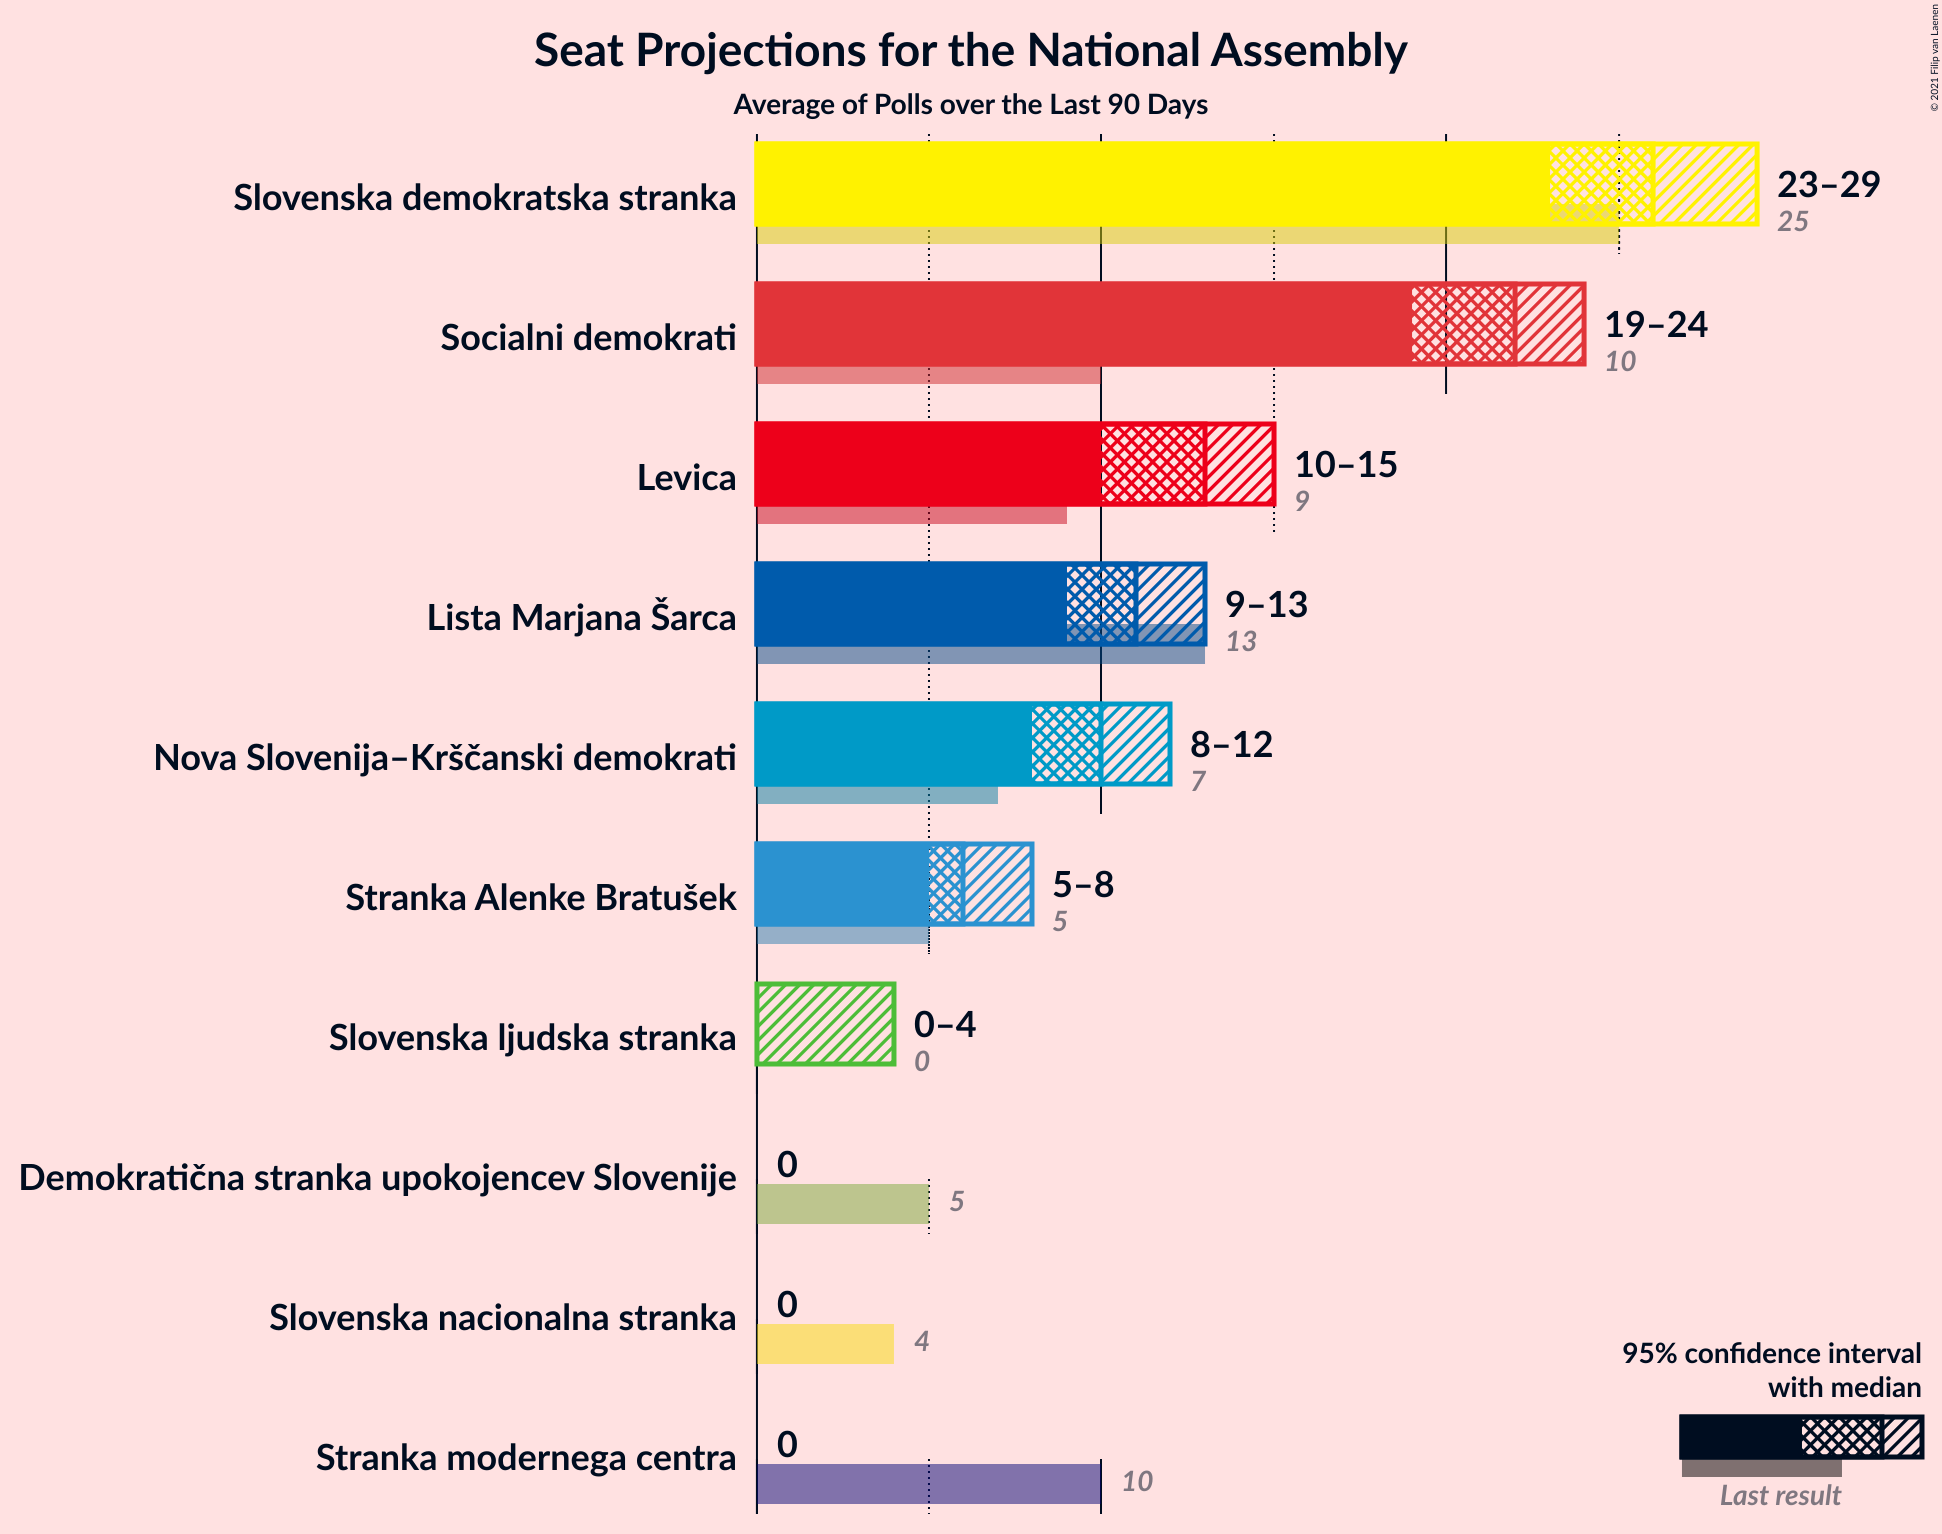 Seat Projections for the National Assembly
Average of Polls over the Last 90 Days
© 2021 Filip van Laenen
Slovenska demokratska stranka
23–29
25
Socialni demokrati
19–24
10
Levica
10–15
9
Lista Marjana Šarca
9–13
13
Nova Slovenija–Krščanski demokrati
8–12
7
Stranka Alenke Bratušek
5–8
5
Slovenska ljudska stranka
0–4
0
Demokratična stranka upokojencev Slovenije
0
5
Slovenska nacionalna stranka
0
4
Stranka modernega centra
0
10
95% confidence interval
with median
Last result